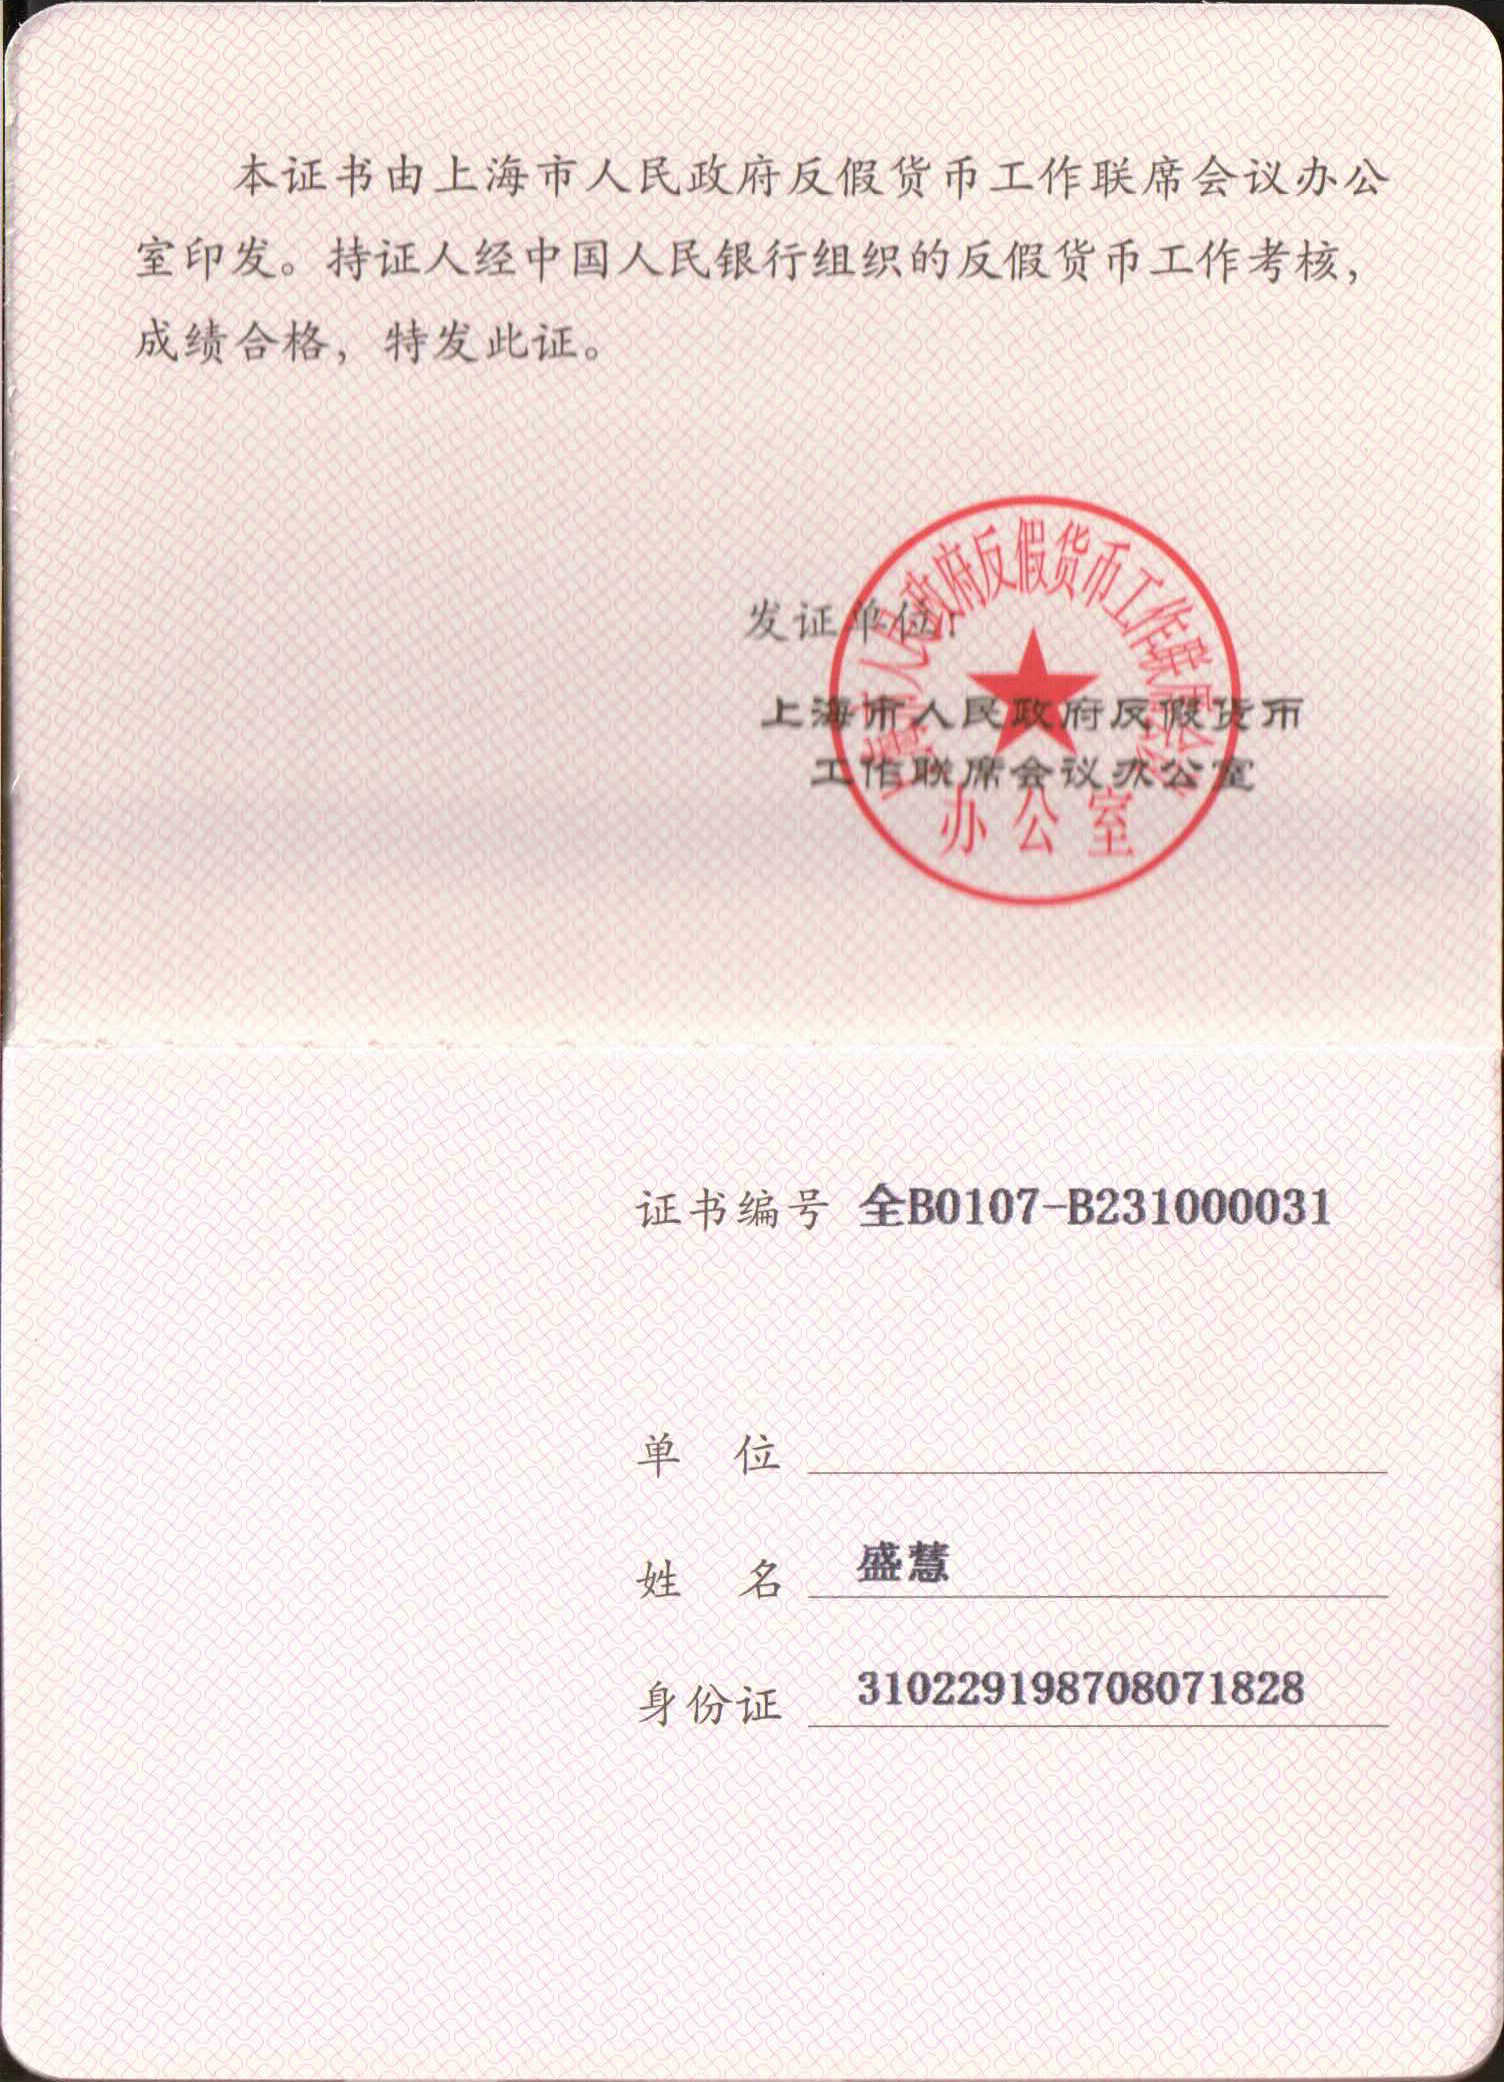 本证书由上海市人民政府反假货币工作联席会议办公
室印发。持证人经中国人民银行组织的反假货币工作考核，
成绩合格，特发此证。
发证单位：
上海市人民政府反假货币
工作联席会议办公室
人民政府反假货币工作联席会
办公室
证书编号 全B0107-B231000031
单 位
姓 名 盛慧
身份证 310229198708071828